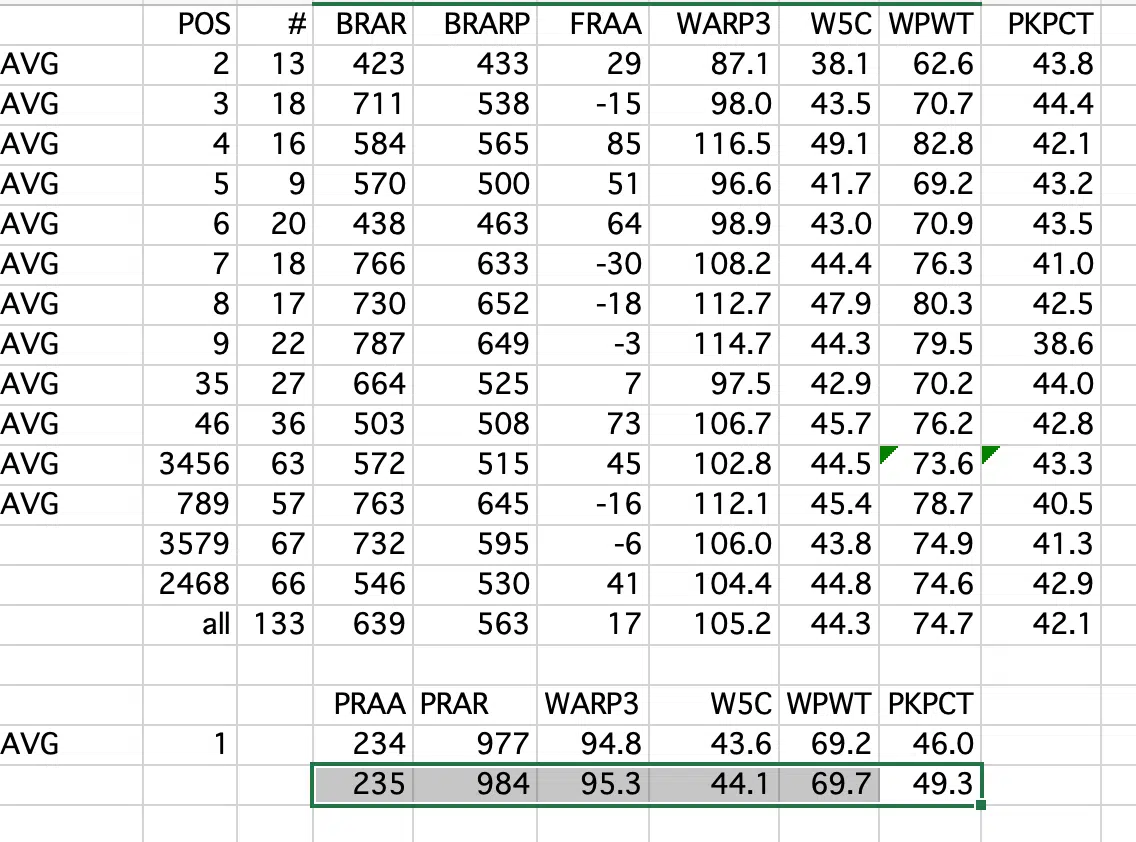 POS # BRAR BRARP FRAA WARP3 W5C WPWT PKPCT
AVG 2 13 423 433 29 87.1 38.1 62.6 43.8
AVG 3 18 711 538 -15 98.0 43.5 70.7 44.4
AVG 4 16 584 565 85 116.5 49.1 82.8 42.1
AVG 5 9 570 500 51 96.6 41.7 69.2 43.2
AVG 6 20 438 463 64 98.9 43.0 70.9 43.5
AVG 7 18 766 633 -30 108.2 44.4 76.3 41.0
AVG 8 17 730 652 -18 112.7 47.9 80.3 42.5
AVG 9 22 787 649 -3 114.7 44.3 79.5 38.6
AVG 35 27 664 525 7 97.5 42.9 70.2 44.0
AVG 46 36 503 508 73 106.7 45.7 76.2 42.8
AVG 3456 63 572 515 45 102.8 44.5 73.6 43.3
AVG 789 57 763 645 -16 112.1 45.4 78.7 40.5
3579 67 732 595 -6 106.0 43.8 74.9 41.3
2468 66 546 530 41 104.4 44.8 74.6 42.9
all 133 639 563 17 105.2 44.3 74.7 42.1
PRAA PRAR WARP3 W5C WPWT PKPCT
AVG 1 234 977 94.8 43.6 69.2 46.0
235 984 95.3 44.1 69.7 49.3